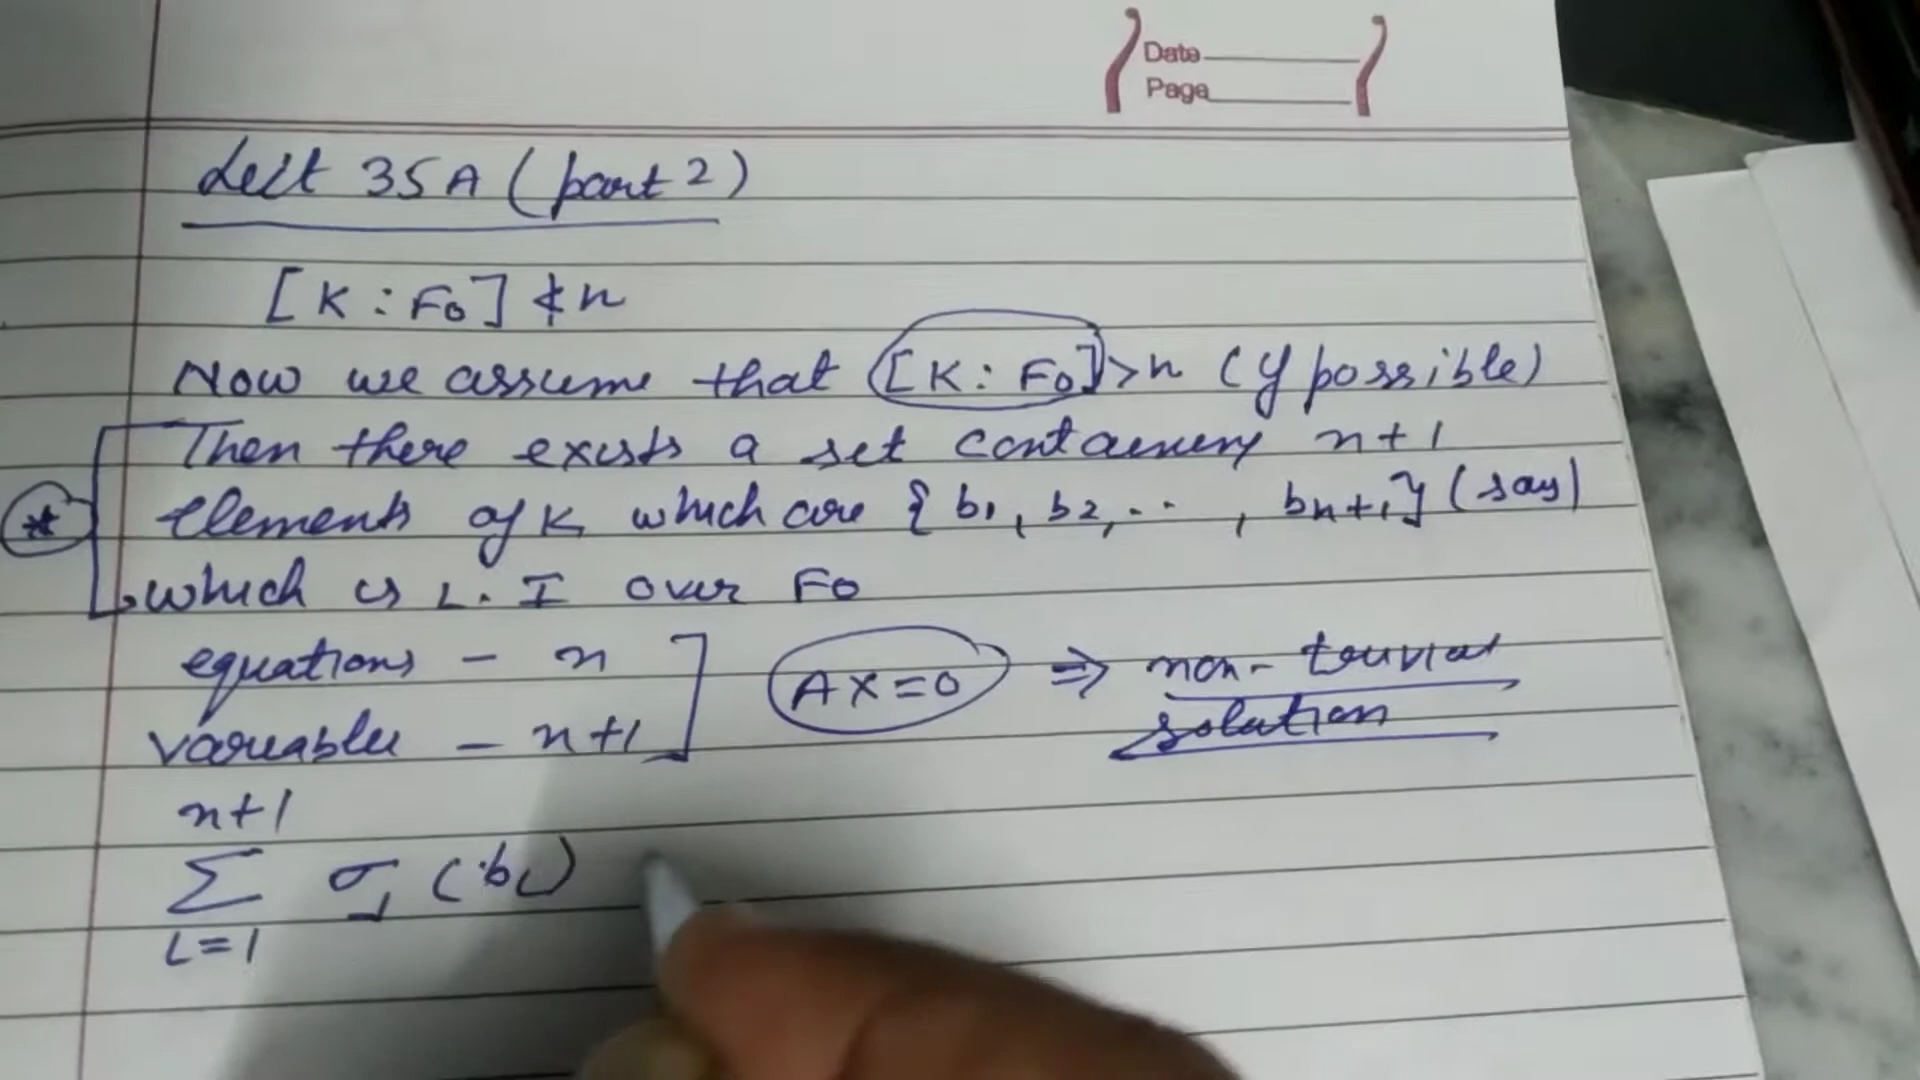 Date
Page
Lect 35A (part 2)
[K : F₀] ≮ n
Now we assume that [K : F₀] > n (if possible)
Then there exists a set containing n+1
* elements of K which are { b₁, b₂, .. , bₙ₊₁} (say)
which is L.I over F₀
equations - n
variables - n+1
AX=0 ⇒ non-trivial
solution
n+1
Σ σⱼ (bᵢ)
i=1